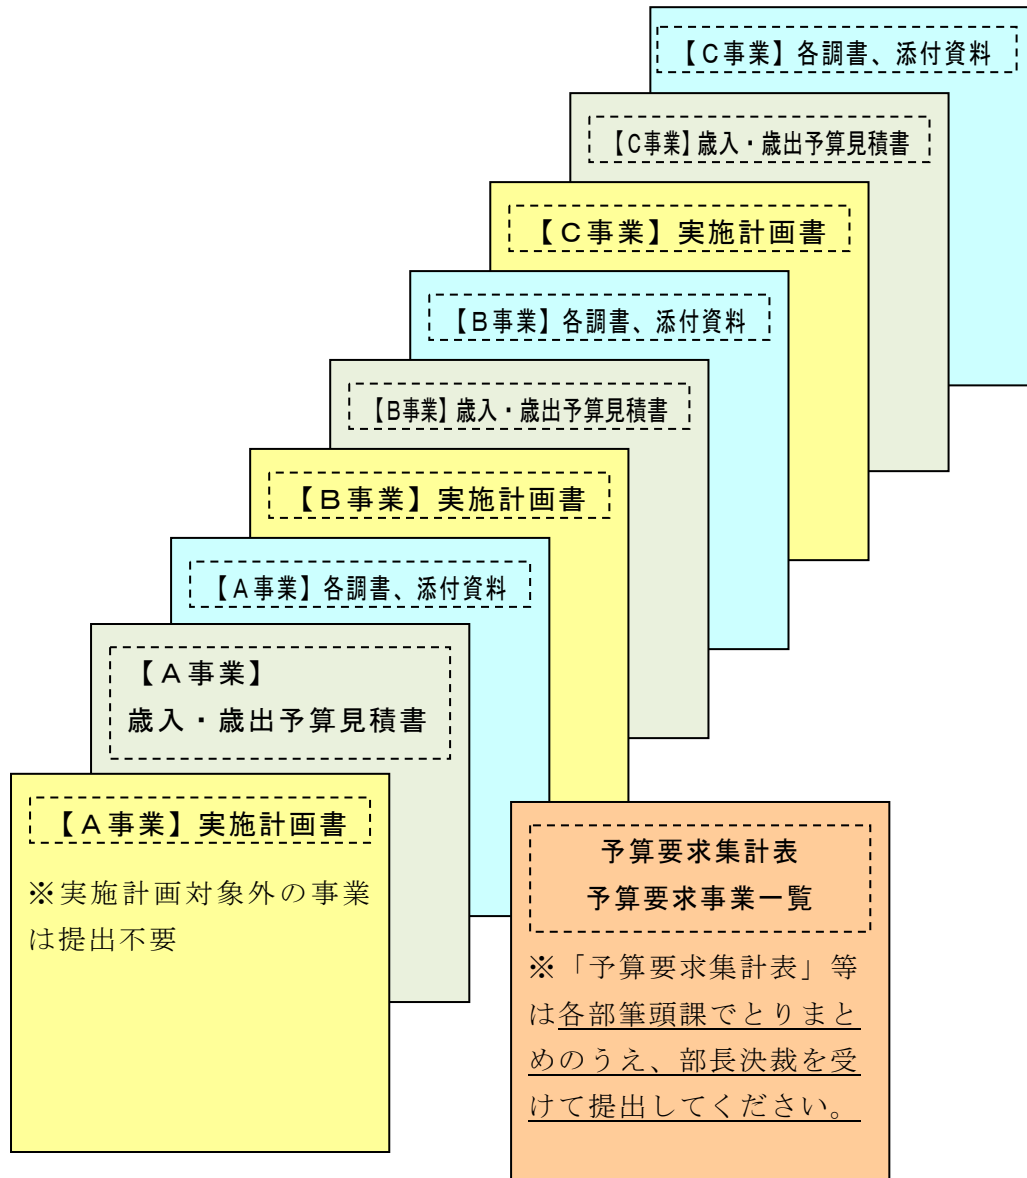 【C事業】各調書、添付資料
【C事業】歳入・歳出予算見積書
【C事業】実施計画書
【B事業】各調書、添付資料
【B事業】歳入・歳出予算見積書
【B事業】実施計画書
【A事業】各調書、添付資料
【A事業】
歳入・歳出予算見積書
【A事業】実施計画書
※実施計画対象外の事業
は提出不要
予算要求集計表
予算要求事業一覧
※「予算要求集計表」等
は各部筆頭課でとりまと
めのうえ、部長決裁を受
けて提出してください。